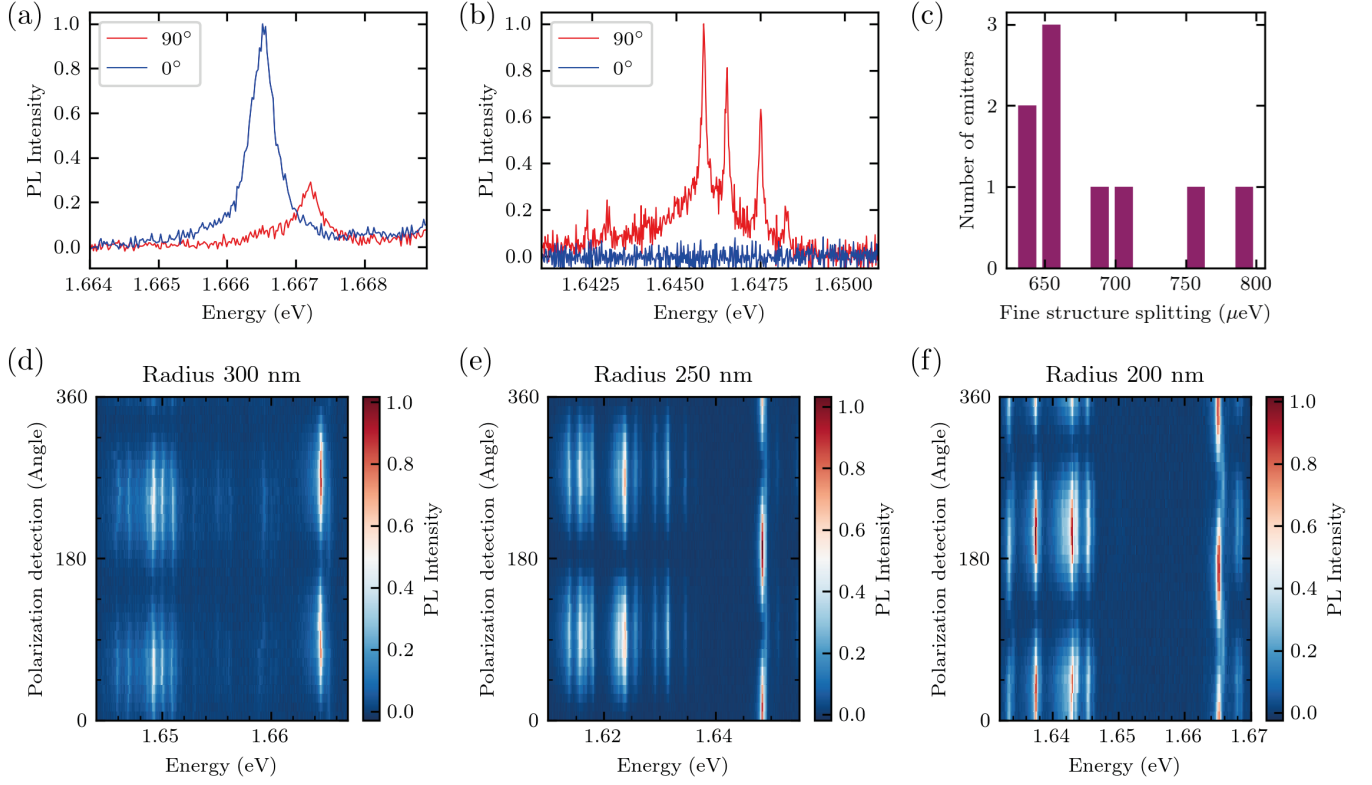 (a)
1.0
0.8
0.6
0.4
0.2
0.0
PL Intensity
90°
0°
1.664
1.665
1.666
1.667
1.668
Energy (eV)
(b)
1.0
0.8
0.6
0.4
0.2
0.0
PL Intensity
90°
0°
1.6425
1.6450
1.6475
1.6500
Energy (eV)
(c)
3
2
1
0
Number of emitters
650
700
750
800
Fine structure splitting (μeV)
(d)
Radius 300 nm
360
180
0
Polarization detection (Angle)
1.65
1.66
Energy (eV)
1.0
0.8
0.6
0.4
0.2
0.0
PL Intensity
(e)
Radius 250 nm
360
180
0
Polarization detection (Angle)
1.62
1.64
Energy (eV)
1.0
0.8
0.6
0.4
0.2
0.0
PL Intensity
(f)
Radius 200 nm
360
180
0
Polarization detection (Angle)
1.64
1.65
1.66
1.67
Energy (eV)
1.0
0.8
0.6
0.4
0.2
0.0
PL Intensity